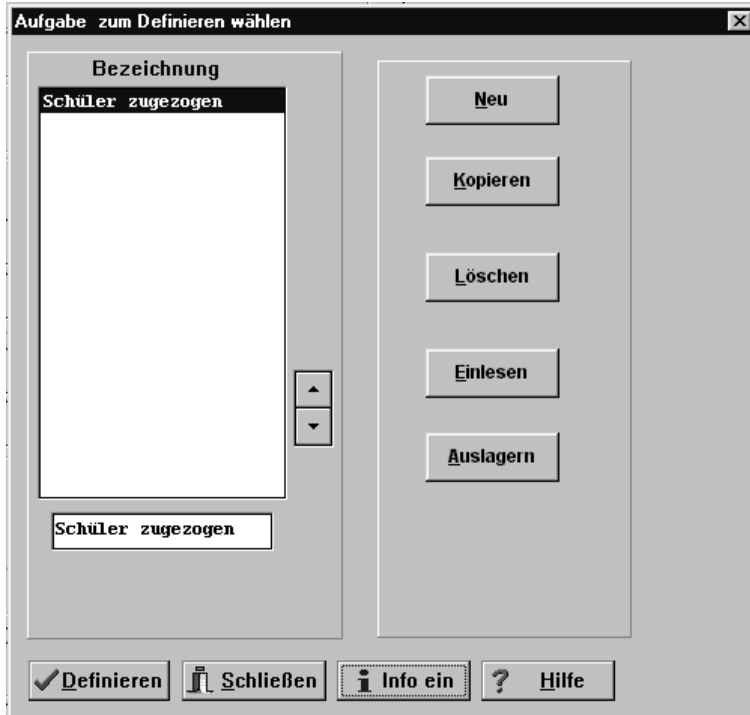 Aufgabe zum Definieren wählen
Bezeichnung
Schüler zugezogen
Schüler zugezogen
Neu
Kopieren
Löschen
Einlesen
Auslagern
Definieren
Schließen
Info ein
Hilfe